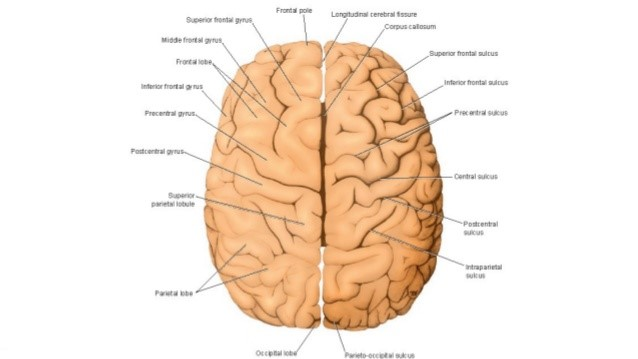 Frontal pole
Longitudinal cerebral fissure
Superior frontal gyrus
Corpus callosum
Middle frontal gyrus
Superior frontal sulcus
Frontal lobe
Inferior frontal gyrus
Inferior frontal sulcus
Precentral gyrus
Precentral sulcus
Postcentral gyrus
Central sulcus
Superior
parietal lobule
Postcentral
sulcus
Intraparietal
sulcus
Parietal lobe
Occipital lobe
Parieto-occipital sulcus